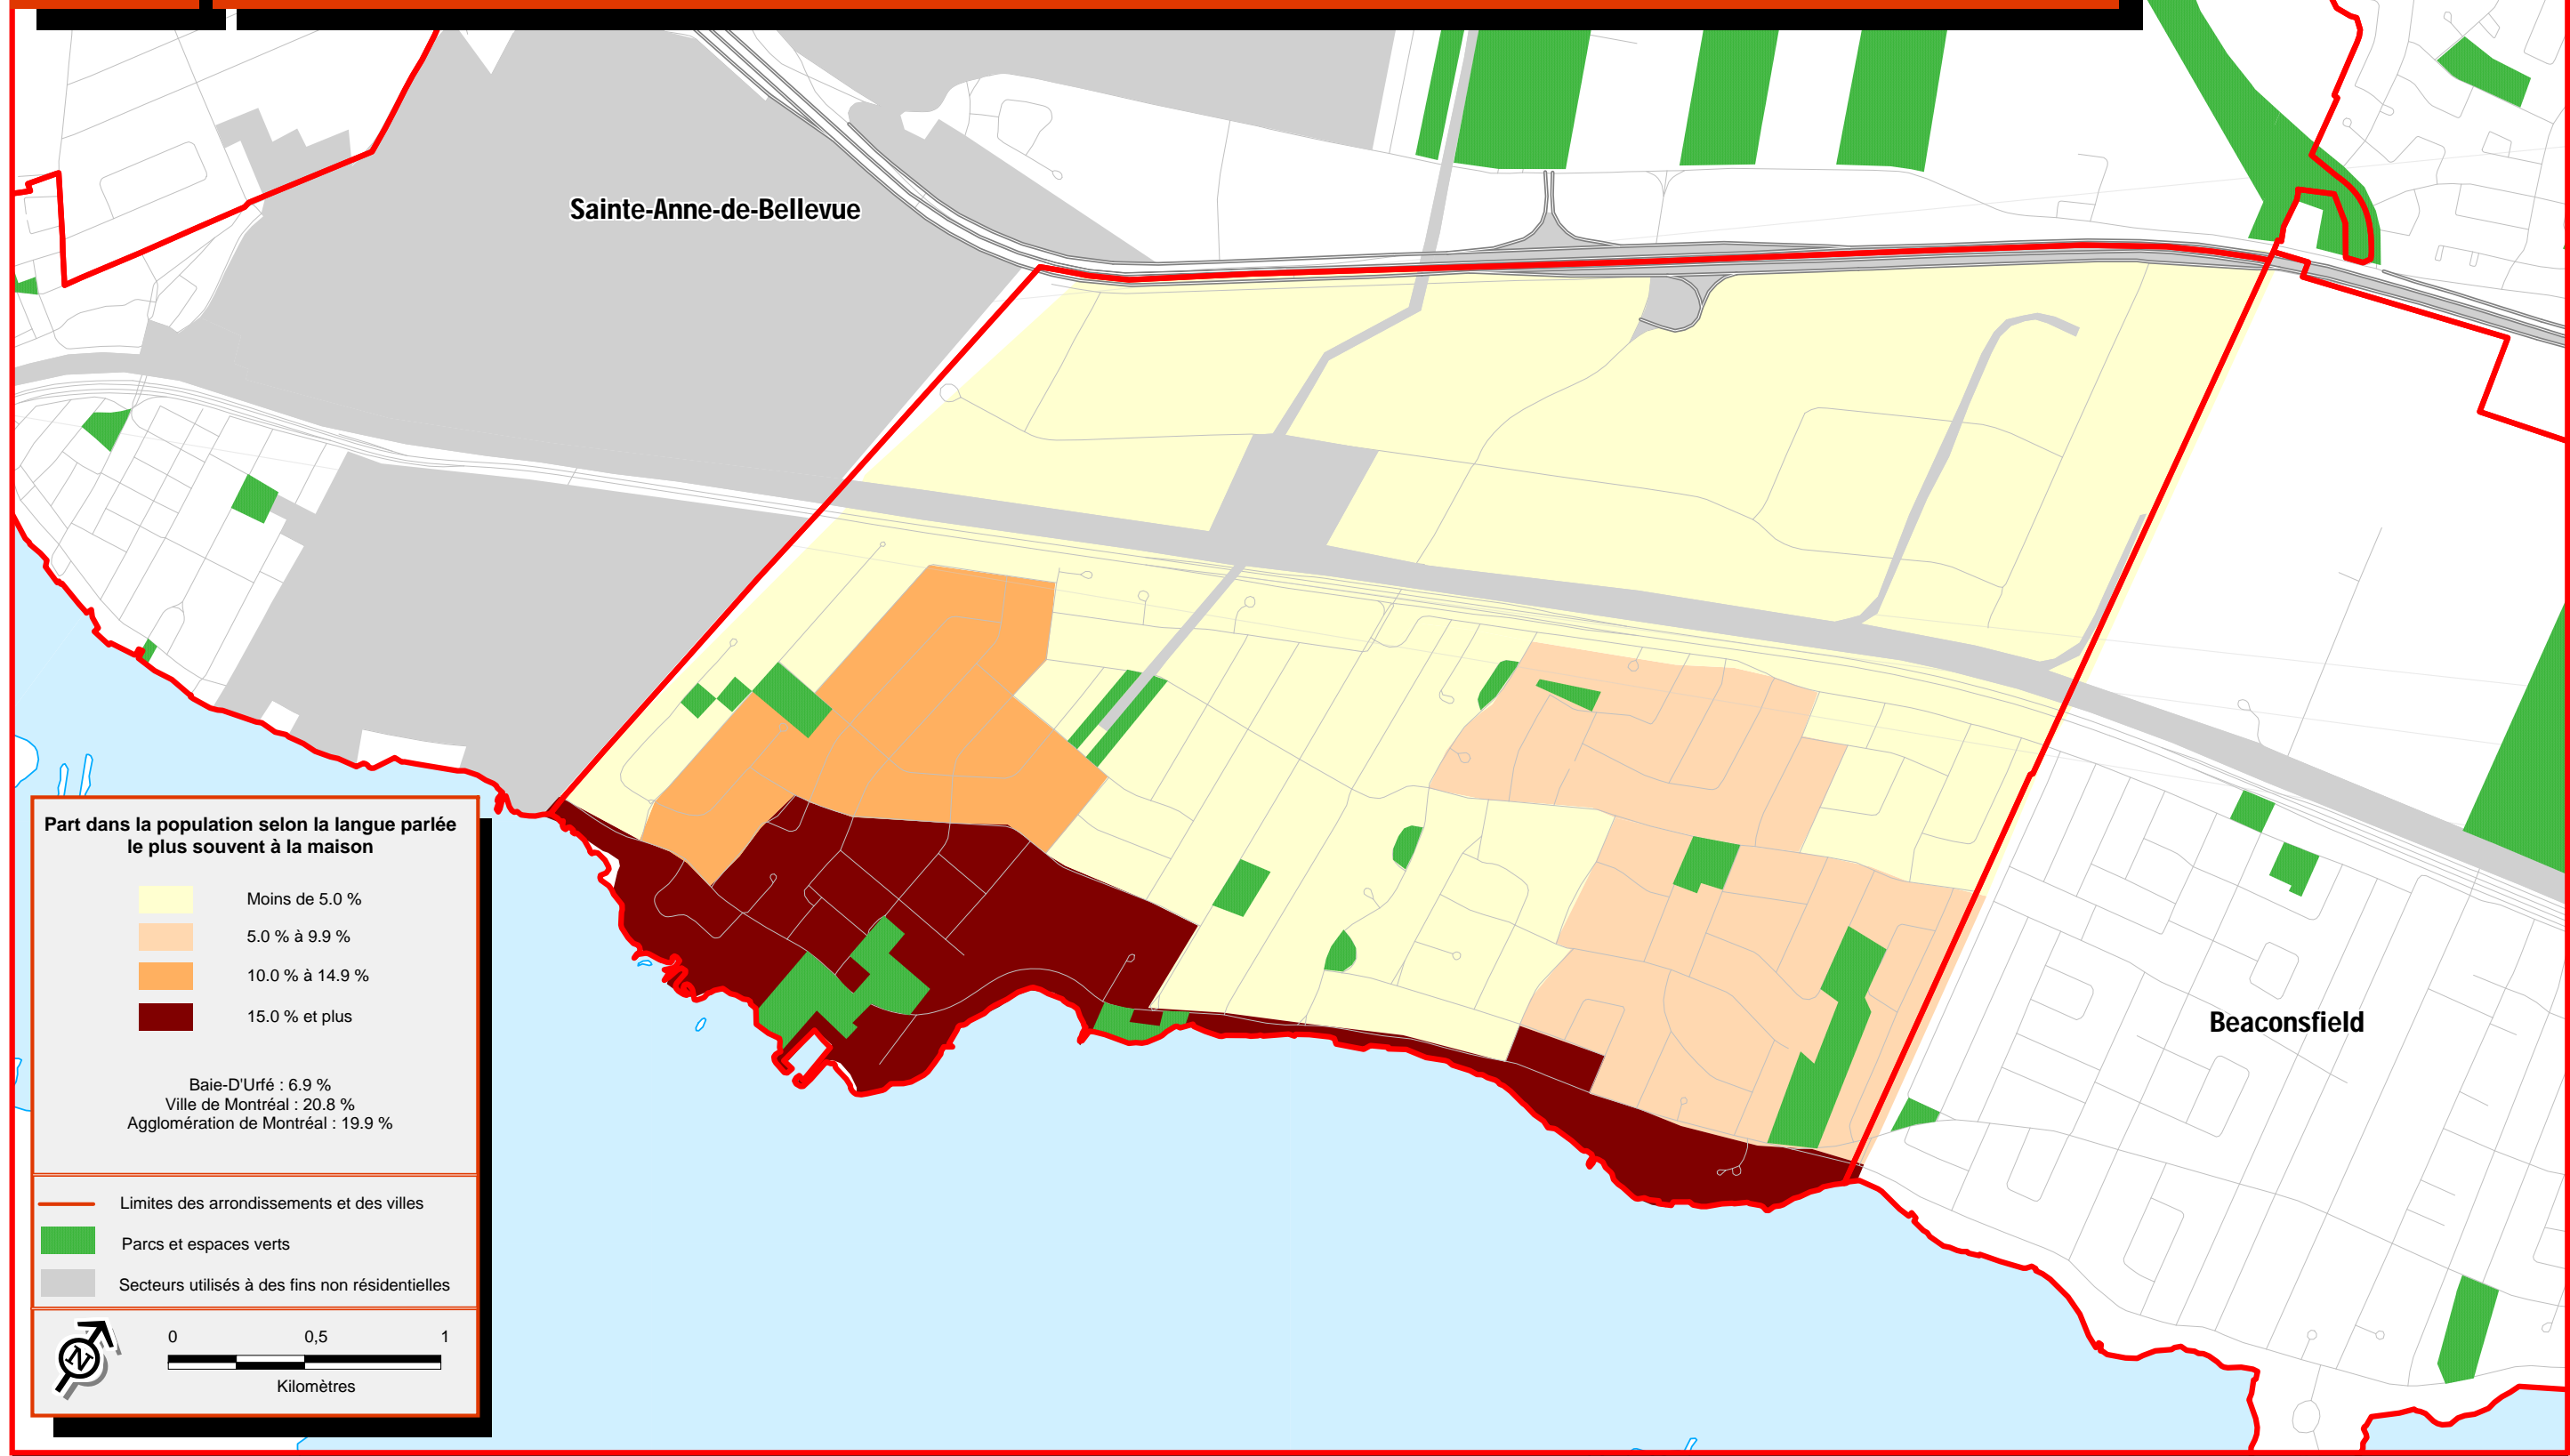 Sainte-Anne-de-Bellevue
Beaconsfield
Part dans la population selon la langue parlée
le plus souvent à la maison
Moins de 5.0 %
5.0 % à 9.9 %
10.0 % à 14.9 %
15.0 % et plus
Baie-D'Urfé : 6.9 %
Ville de Montréal : 20.8 %
Agglomération de Montréal : 19.9 %
Limites des arrondissements et des villes
Parcs et espaces verts
Secteurs utilisés à des fins non résidentielles
N
0 0,5 1
Kilomètres